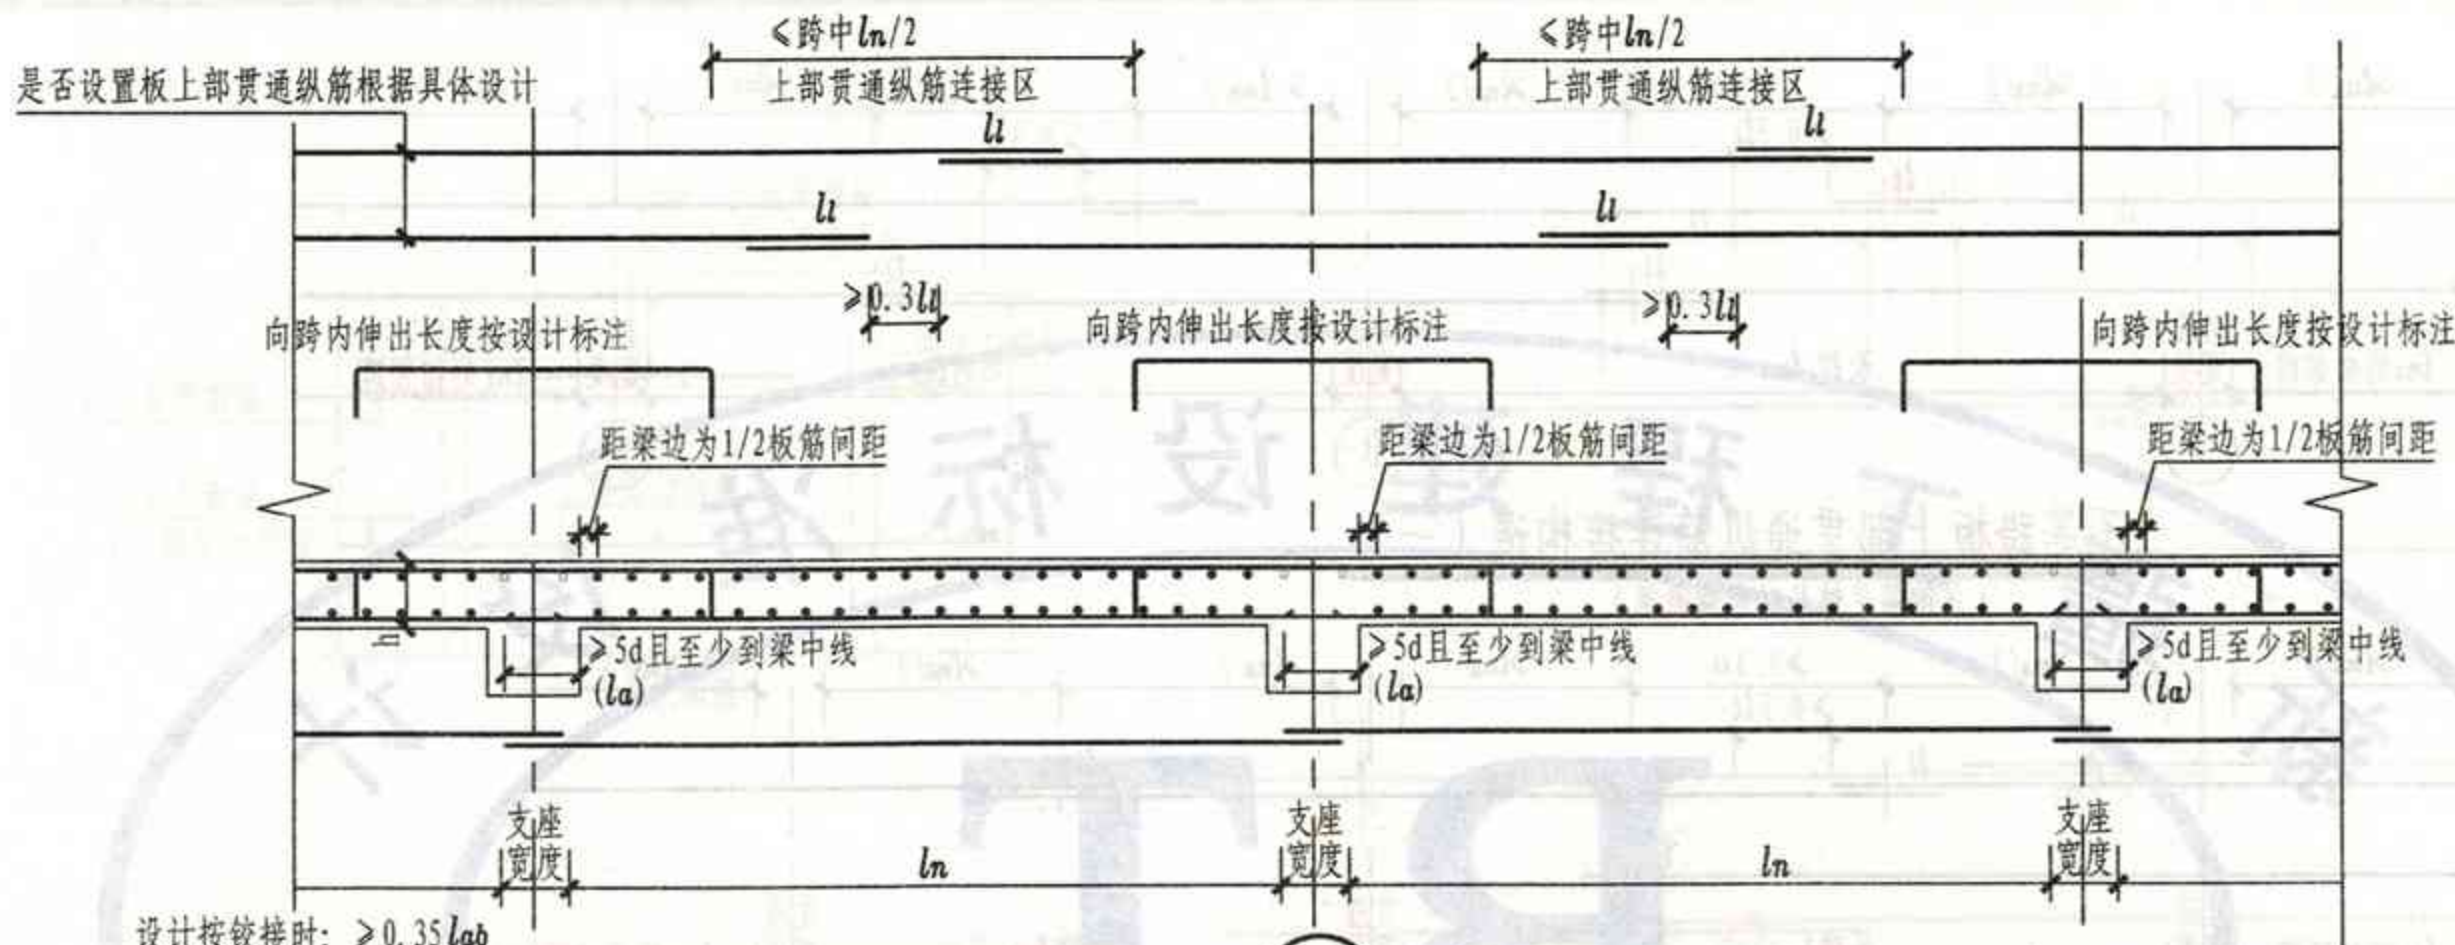 ≤跨中ln/2
≤跨中ln/2
是否设置板上部贯通纵筋根据具体设计
上部贯通纵筋连接区
上部贯通纵筋连接区
ll
ll
ll
ll
≥0.3ll
≥0.3ll
向跨内伸出长度按设计标注
向跨内伸出长度按设计标注
向跨内伸出长度按设计标注
距梁边为1/2板筋间距
距梁边为1/2板筋间距
距梁边为1/2板筋间距
h
≥5d且至少到梁中线
(la)
≥5d且至少到梁中线
(la)
≥5d且至少到梁中线
(la)
支座
宽度
ln
支座
宽度
ln
支座
宽度
设计按铰接时: ≥0.35lab